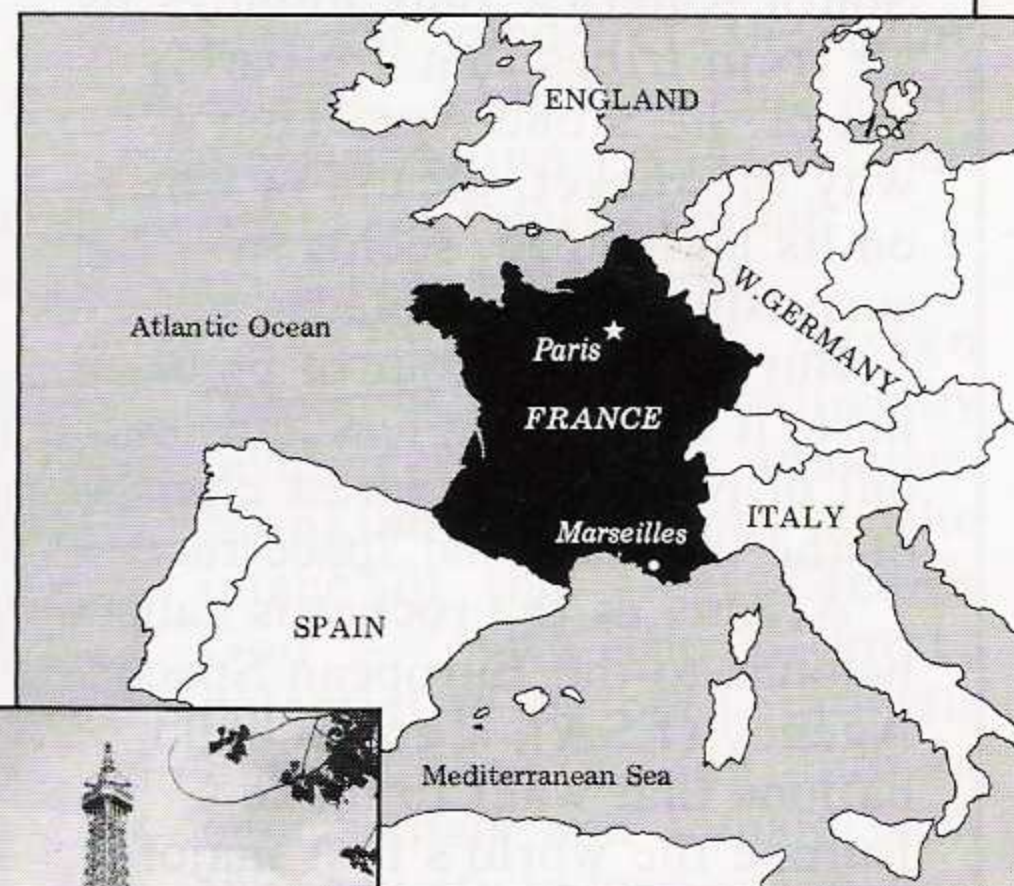 ENGLAND
W. GERMANY
Atlantic Ocean
Paris
FRANCE
ITALY
Marseilles
SPAIN
Mediterranean Sea